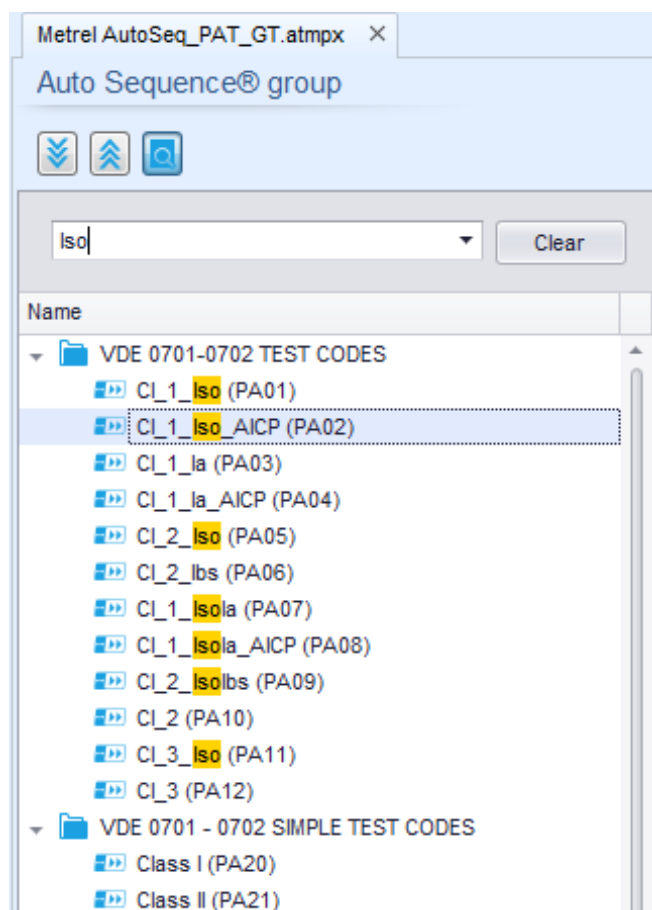 Metrel AutoSeq_PAT_GT.atmpx
Auto Sequence® group
Iso
Clear
Name
VDE 0701-0702 TEST CODES
Cl_1_Iso (PA01)
Cl_1_Iso_AICP (PA02)
Cl_1_Ia (PA03)
Cl_1_Ia_AICP (PA04)
Cl_2_Iso (PA05)
Cl_2_Ibs (PA06)
Cl_1_IsoIa (PA07)
Cl_1_IsoIa_AICP (PA08)
Cl_2_IsoIbs (PA09)
Cl_2 (PA10)
Cl_3_Iso (PA11)
Cl_3 (PA12)
VDE 0701 - 0702 SIMPLE TEST CODES
Class I (PA20)
Class II (PA21)